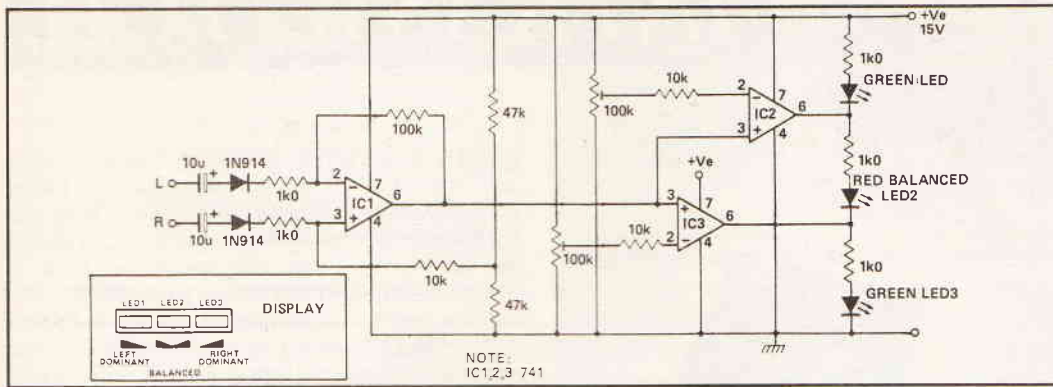 +Ve
15V
1k0
GREEN LED
10k
2
-
7
6
IC2
3
+
4
100k
47k
100k
1k0
RED BALANCED
LED2
10u
+
1N914
L
1k0
2
-
7
6
IC1
3
+
4
R
+
10u
1N914
1k0
+Ve
3
+
7
6
IC3
2
-
4
10k
100k
10k
47k
1k0
GREEN LED3
LED1 LED2 LED3
DISPLAY
LEFT
DOMINANT
RIGHT
DOMINANT
BALANCED
NOTE:
IC1,2,3 741